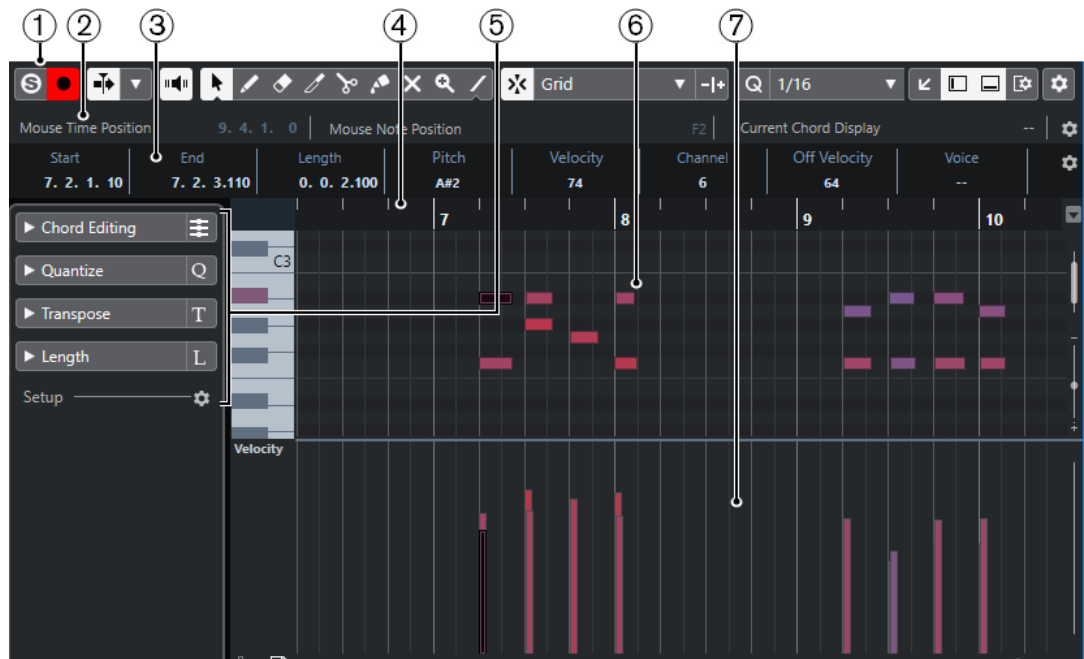 ① ② ③ ④ ⑤ ⑥ ⑦
S Grid Q 1/16
Mouse Time Position 9. 4. 1. 0 Mouse Note Position F2 Current Chord Display --
Start End Length Pitch Velocity Channel Off Velocity Voice
7. 2. 1. 10 7. 2. 3.110 0. 0. 2.100 A#2 74 6 64 --
7 8 9 10
Chord Editing
C3
Quantize Q
Transpose T
Length L
Setup
Velocity